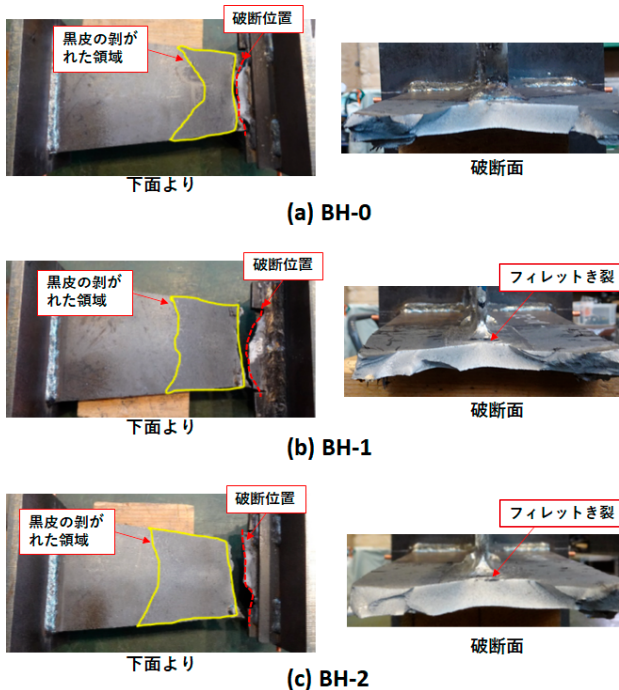 破断位置
黒皮の剥が
れた領域
下面より
破断面
(a) BH-0
破断位置
黒皮の剥が
れた領域
フィレットき裂
下面より
破断面
(b) BH-1
破断位置
黒皮の剥が
れた領域
フィレットき裂
下面より
破断面
(c) BH-2